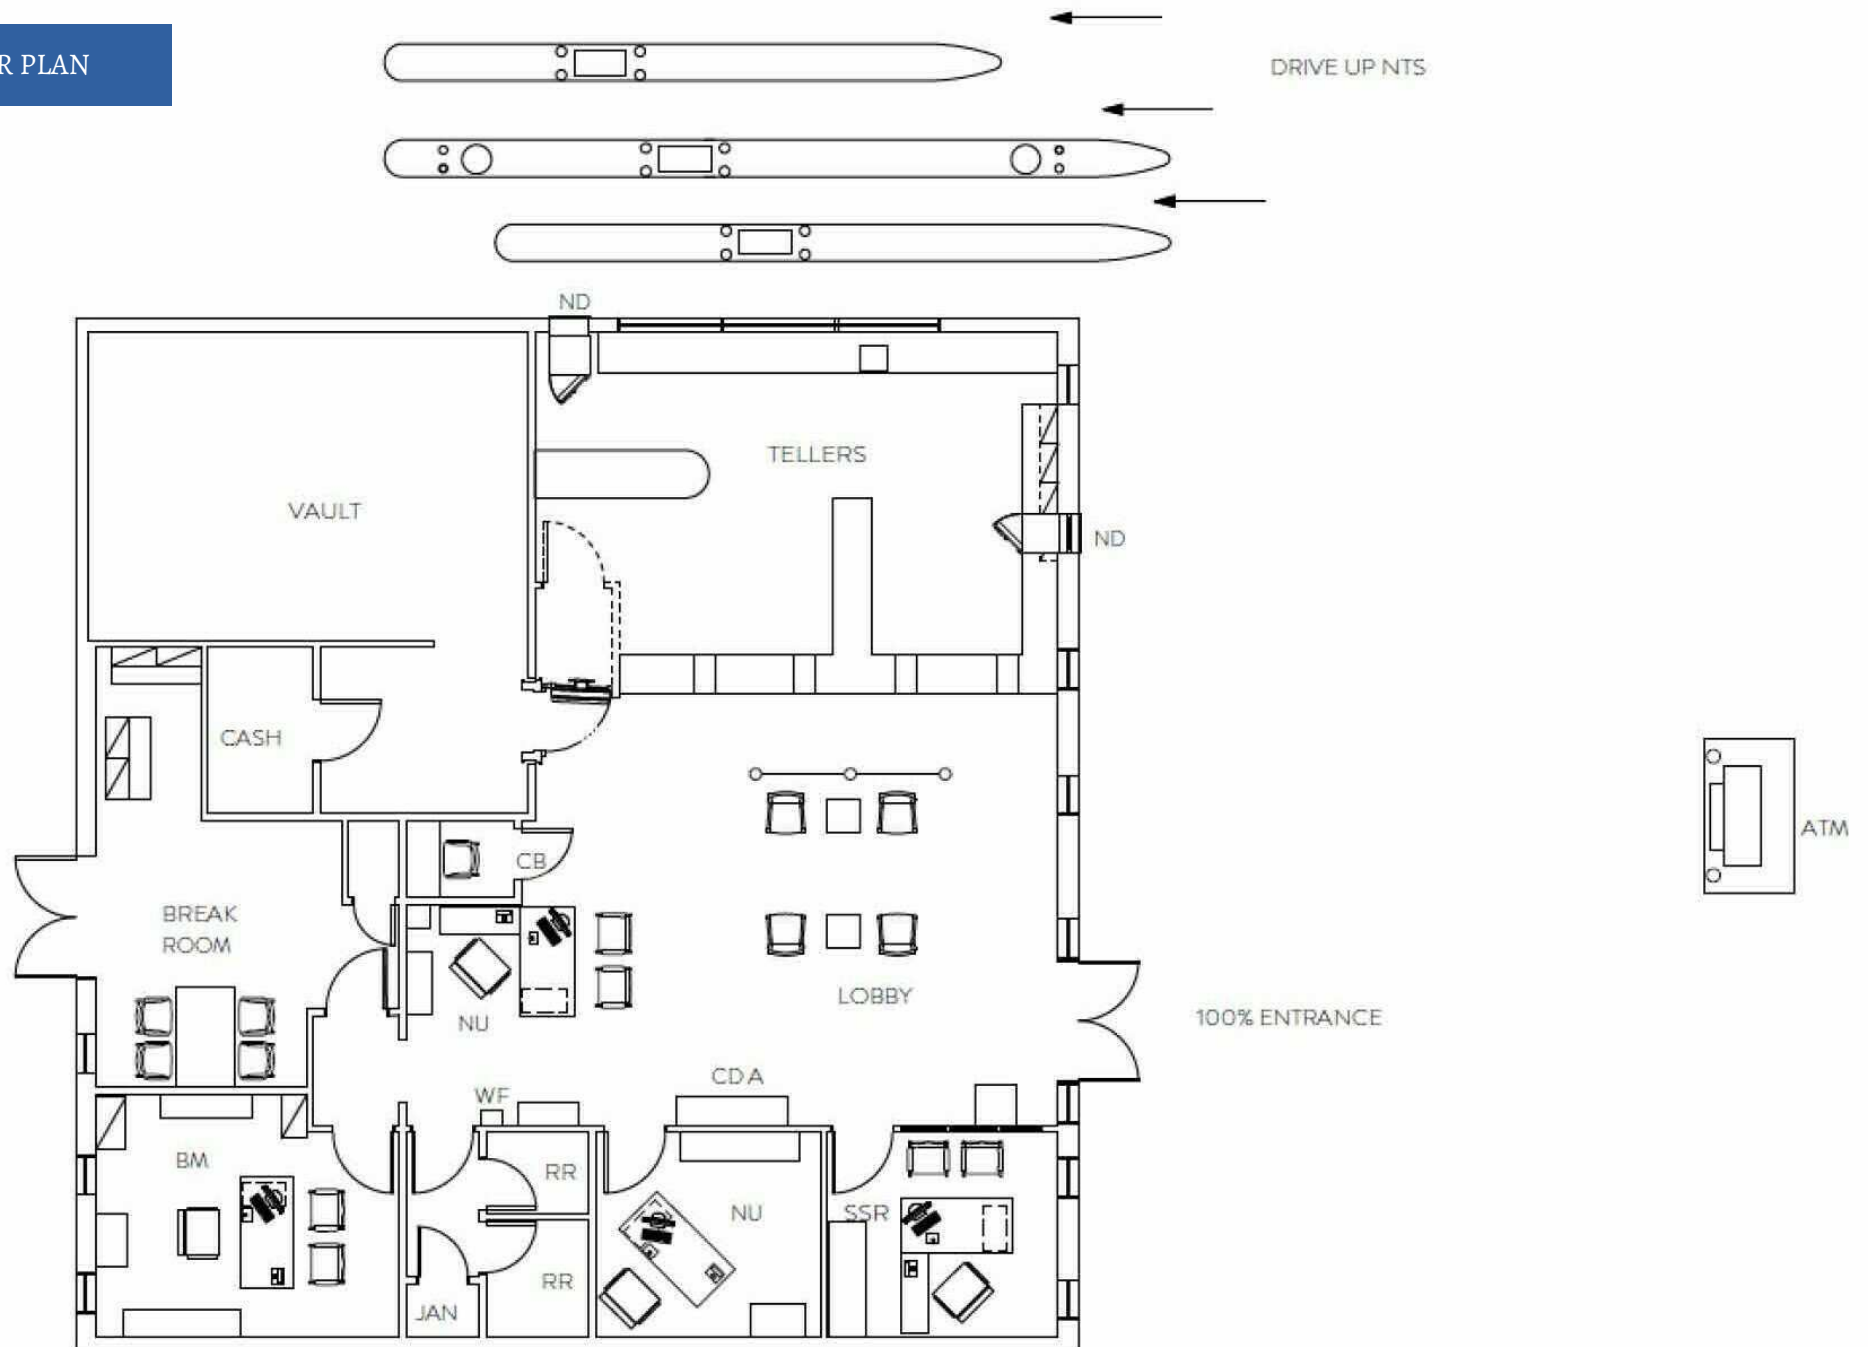 R PLAN
DRIVE UP NTS
ND
TELLERS
VAULT
ND
CASH
ATM
CB
BREAK
ROOM
LOBBY
NU
100% ENTRANCE
CDA
WF
BM
RR
NU
SSR
RR
JAN